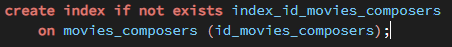 create index if not exists index_id_movies_composers
on movies_composers (id_movies_composers);